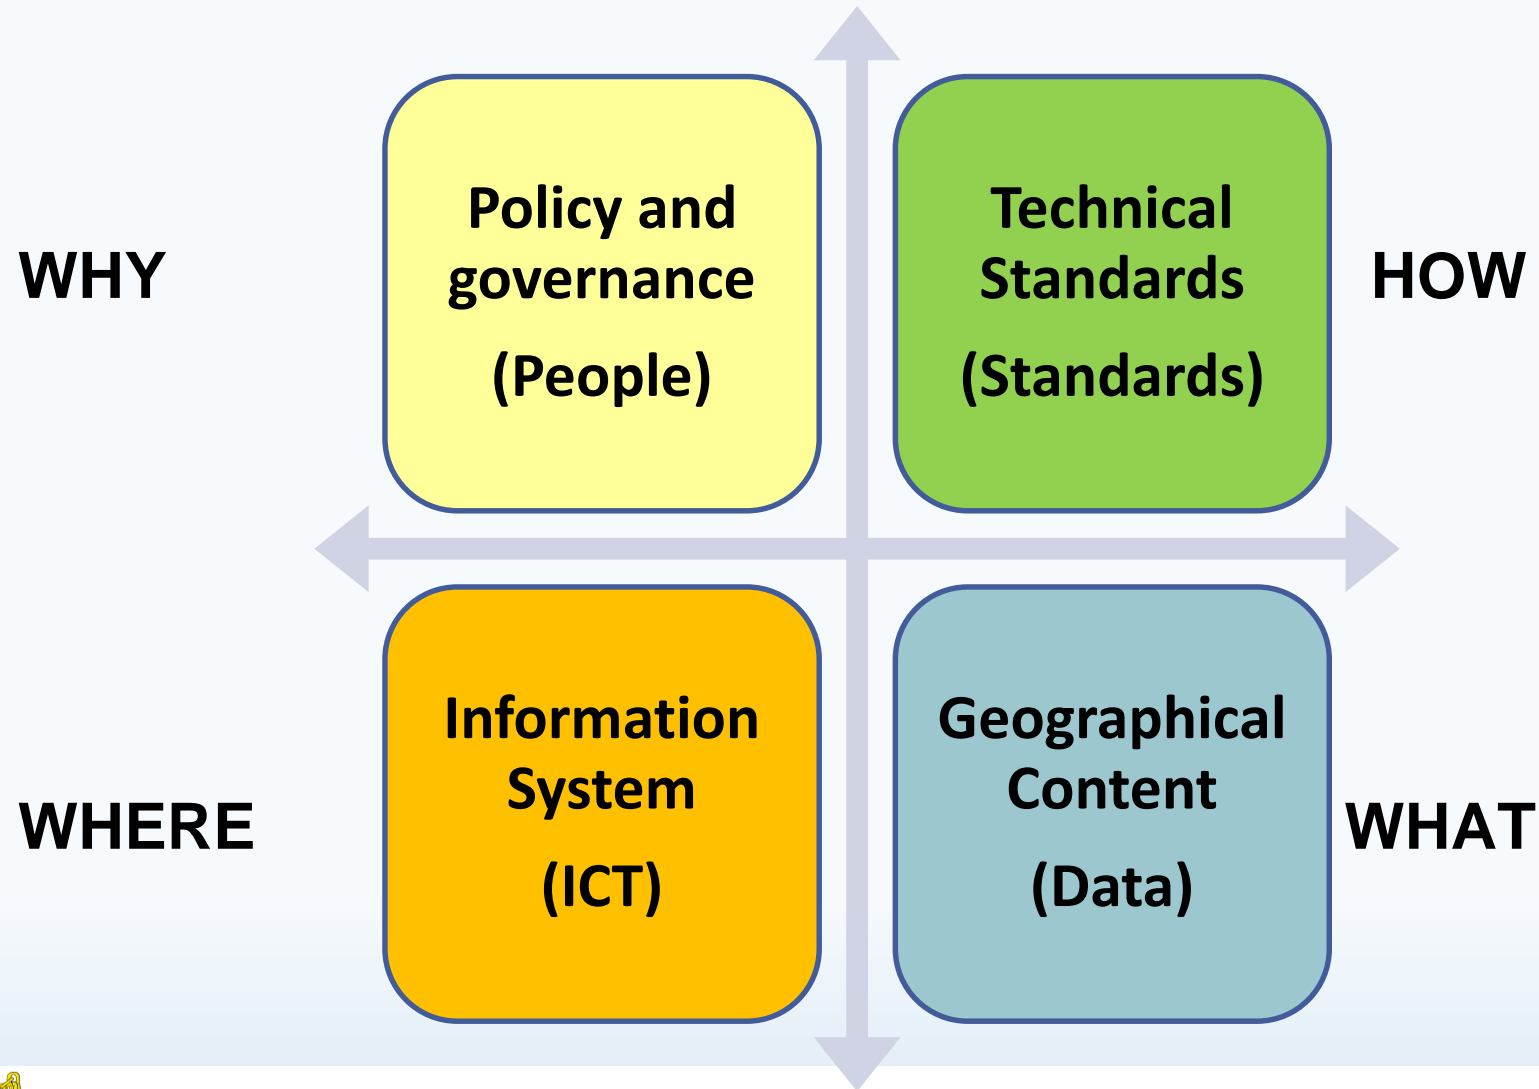 WHY
Policy and
governance
(People)
Technical
Standards
(Standards)
HOW
WHERE
Information
System
(ICT)
Geographical
Content
(Data)
WHAT